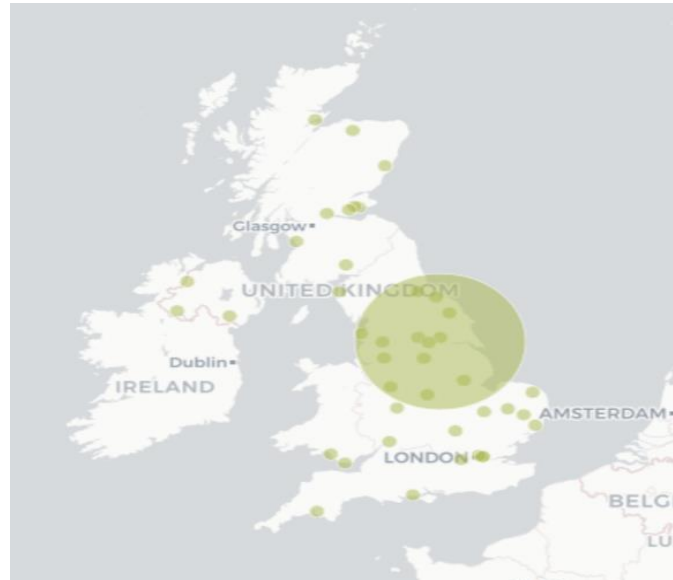 Glasgow
UNITED KINGDOM
Dublin
IRELAND
AMSTERDAM
LONDON
BELG
LU